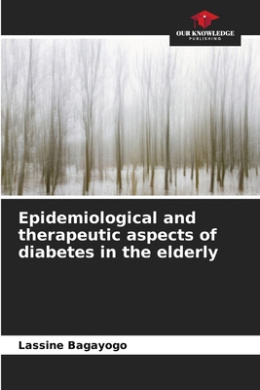 OUR KNOWLEDGE
PUBLISHING
Epidemiological and
therapeutic aspects of
diabetes in the elderly
Lassine Bagayogo